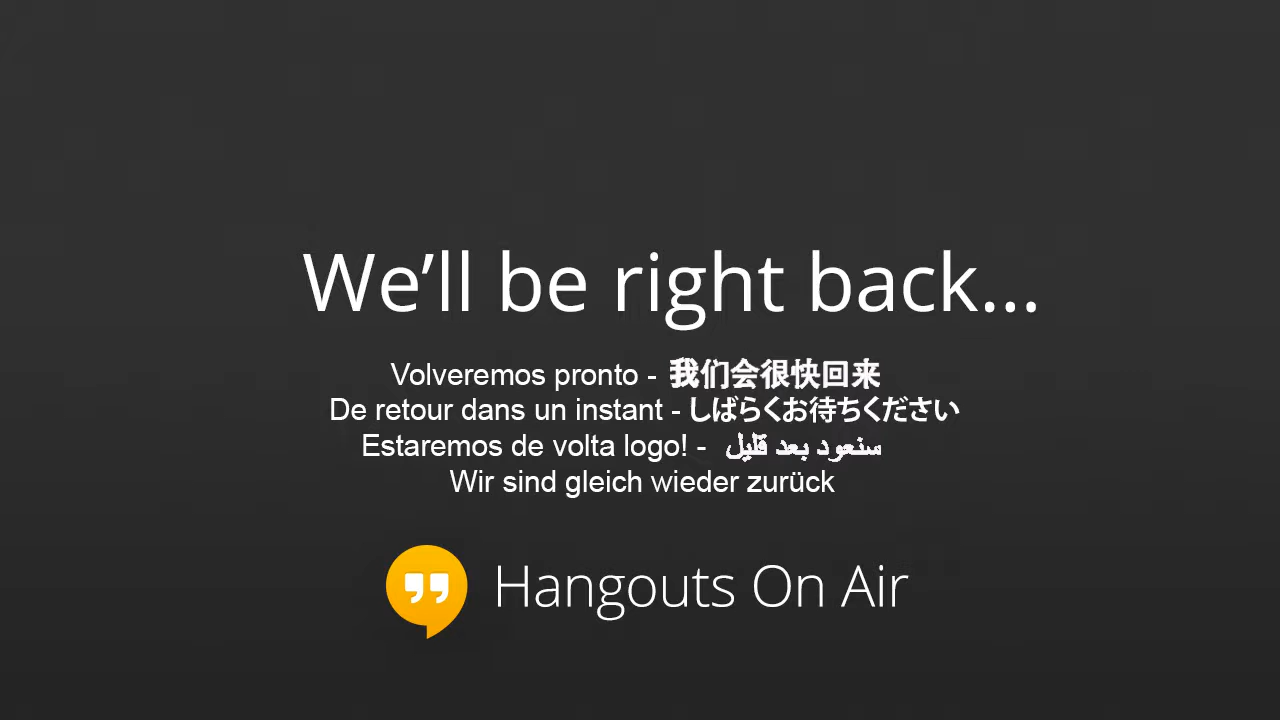 We’ll be right back...
Volveremos pronto - 我们会很快回来
De retour dans un instant - しばらくお待ちください
Estaremos de volta logo! - سنعود بعد قليل
Wir sind gleich wieder zurück
Hangouts On Air